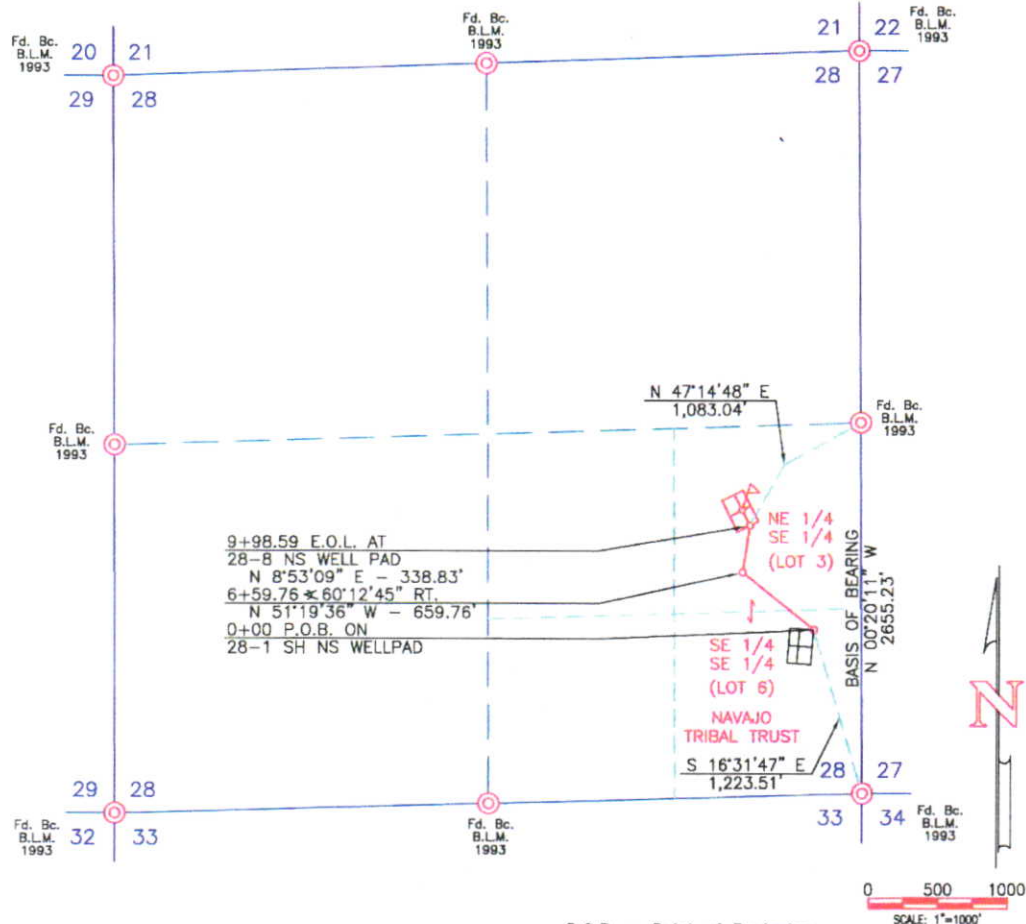 Fd. Bc.
B.L.M.
1993
20 21
29 28
Fd. Bc.
B.L.M.
1993
21 22
28 27
Fd. Bc.
B.L.M.
1993
N 47°14'48" E
1,083.04'
Fd. Bc.
B.L.M.
1993
Fd. Bc.
B.L.M.
1993
NE 1/4
SE 1/4
(LOT 3)
9+98.59 E.O.L. AT
28-8 NS WELL PAD
N 8°53'09" E - 338.83'
6+59.76 ∢ 60°12'45" RT.
N 51°19'36" W - 659.76'
0+00 P.O.B. ON
28-1 SH NS WELLPAD
BASIS OF BEARING
N 00°20'11" W
2655.23'
SE 1/4
SE 1/4
(LOT 6)
NAVAJO
TRIBAL TRUST
S 16°31'47" E
1,223.51'
N
29 28
32 33
Fd. Bc.
B.L.M.
1993
Fd. Bc.
B.L.M.
1993
28 27
33 34
Fd. Bc.
B.L.M.
1993
0 500 1000
SCALE: 1"=1000'